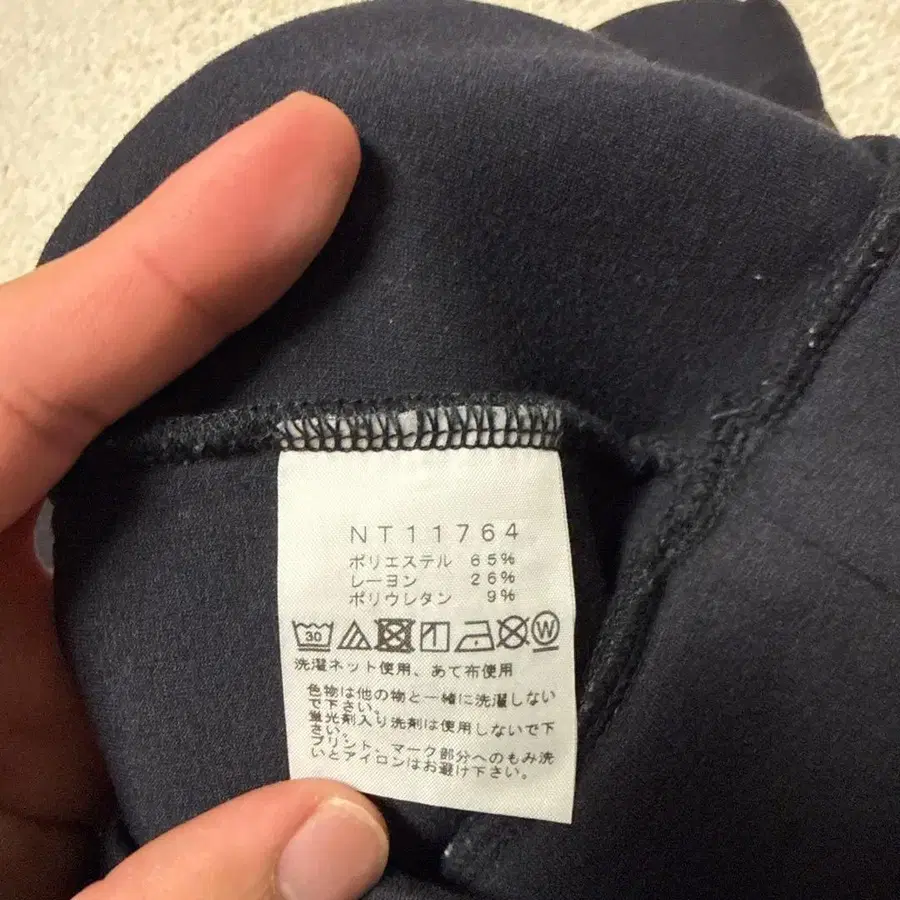 NT11764
ポリエステル 65%
レーヨン 26%
ポリウレタン 9%
30 W
洗濯ネット使用、あて布使用
色物は他の物と一緒に洗濯しない
で下さい。
蛍光剤入り洗剤は使用しないで下
さい。
プリント、マーク部分へのもみ洗
いとアイロンはお避け下さい。